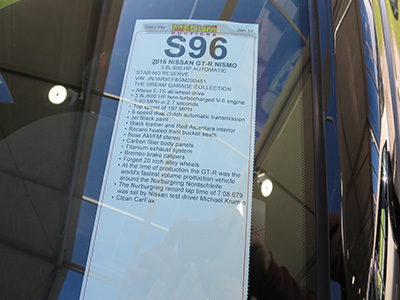 Saturday MECUM Jan. 14
AUCTIONS
S96
2016 NISSAN GT-R NISMO
3.8L/600 HP AUTOMATIC
STAR-NO RESERVE
VIN: JN1AR5EF8GM290451
THE DREAM GARAGE COLLECTION
• Attesa E-TS all-wheel drive
• 3.8L/600 HP twin-turbocharged V-6 engine
• 0-60 MPH in 2.7 seconds
• Top speed of 197 MPH
• 6-speed dual clutch automatic transmission
• Jet Black paint
• Black leather and Red Alcantara interior
• Recaro heated front bucket seats
• Bose AM/FM stereo
• Carbon fiber body panels
• Titanium exhaust system
• Brembo brake calipers
• Forged 20 inch alloy wheels
• At the time of production the GT-R was the
world's fastest volume production vehicle
around the Nurburgring Nordschleife
• The Nurburgring record lap time of 7:08.679
was set by Nissan test driver Michael Krumm
• Clean CarFax